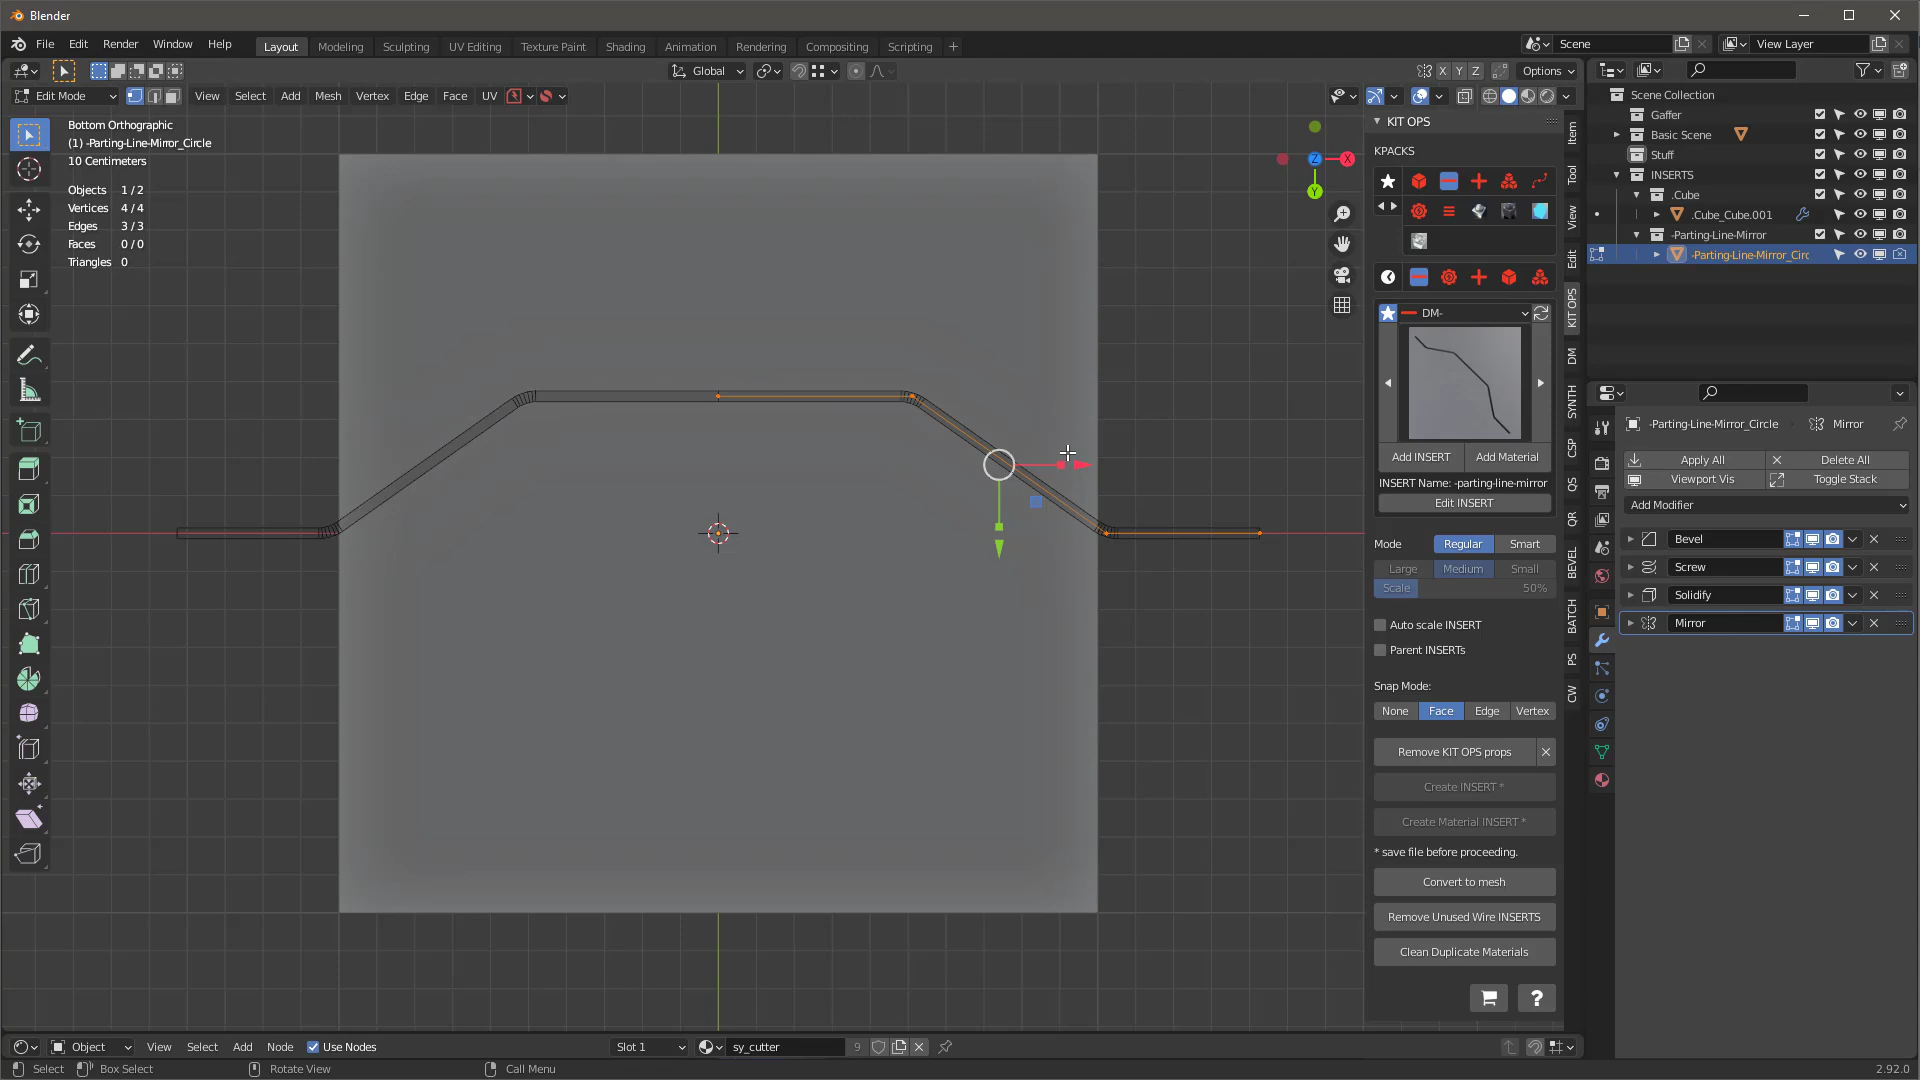 Blender
File Edit Render Window Help
Layout Modeling Sculpting UV Editing Texture Paint Shading Animation Rendering Compositing Scripting +
Scene
View Layer
Global
X Y Z
Options
Edit Mode
View Select Add Mesh Vertex Edge Face UV
Bottom Orthographic
(1) -Parting-Line-Mirror_Circle
10 Centimeters
Objects 1/2
Vertices 4/4
Edges 3/3
Faces 0/0
Triangles 0
Z
X
Y
KIT OPS
KPACKS
DM-
Add INSERT
Add Material
INSERT Name: -parting-line-mirror
Edit INSERT
Mode Regular Smart
Large Medium Small
Scale 50%
Auto scale INSERT
Parent INSERTs
Snap Mode:
None Face Edge Vertex
Remove KIT OPS props
Create INSERT *
Create Material INSERT *
* save file before proceeding.
Convert to mesh
Remove Unused Wire INSERTS
Clean Duplicate Materials
?
Item
Tool
View
Edit
KIT OPS
DM
SYNTH
CSP
QS
QR
BEVEL
BATCH
PS
CW
Scene Collection
Gaffer
Basic Scene
Stuff
INSERTS
.Cube
.Cube_Cube.001
-Parting-Line-Mirror
-Parting-Line-Mirror_Circ
-Parting-Line-Mirror_Circle Mirror
Apply All
Delete All
Viewport Vis
Toggle Stack
Add Modifier
Bevel
Screw
Solidify
Mirror
Object
View Select Add Node Use Nodes
Slot 1
sy_cutter 9
Select
Box Select
Rotate View
Call Menu
2.92.0